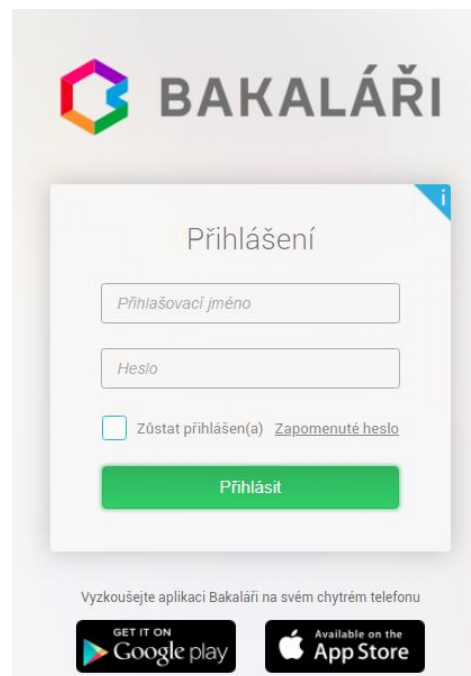 BAKALÁŘI
i
Přihlášení
Přihlašovací jméno
Heslo
Zůstat přihlášen(a) Zapomenuté heslo
Přihlásit
Vyzkoušejte aplikaci Bakaláři na svém chytrém telefonu
GET IT ON
Google play
Available on the
App Store